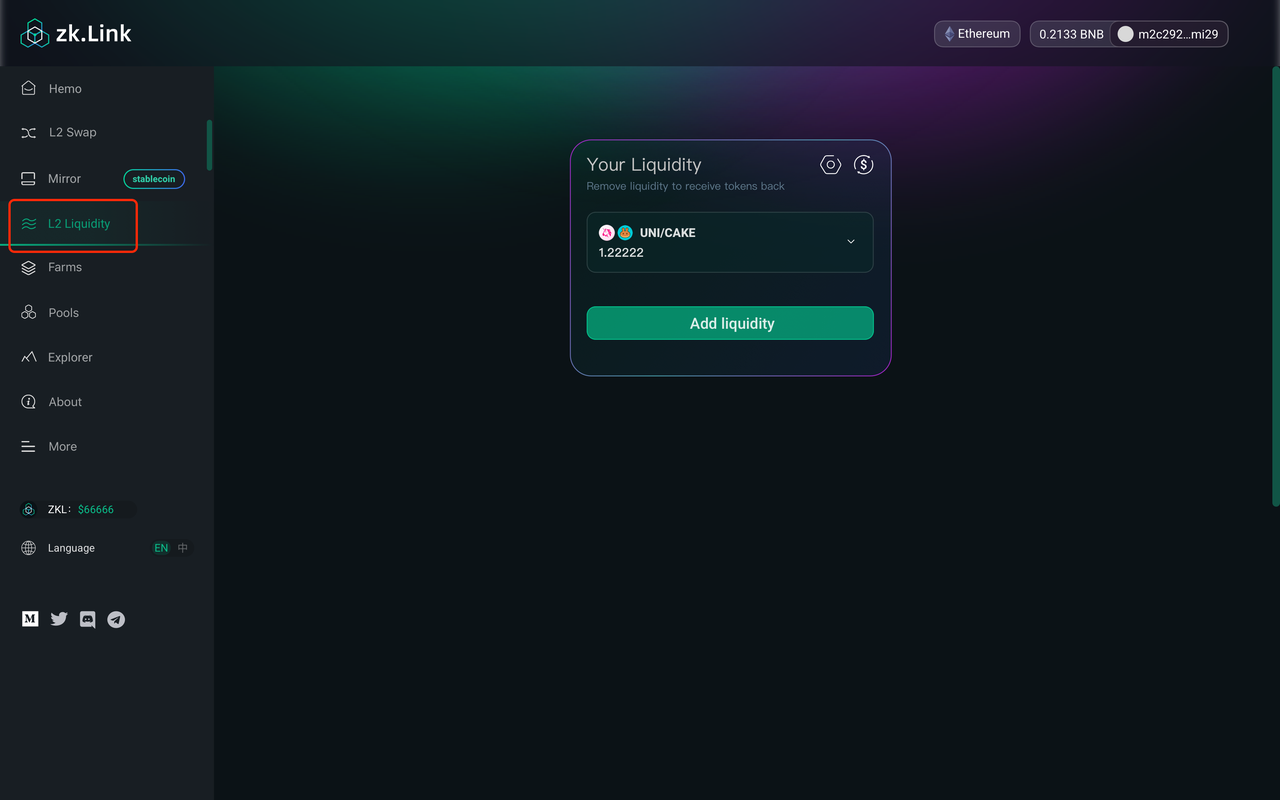 zk.Link
Ethereum
0.2133 BNB
m2c292...mi29
Hemo
L2 Swap
Mirror
stablecoin
L2 Liquidity
Farms
Pools
Explorer
About
More
ZKL: $66666
Language
EN 中
M
Your Liquidity
$
Remove liquidity to receive tokens back
UNI/CAKE
1.22222
Add liquidity